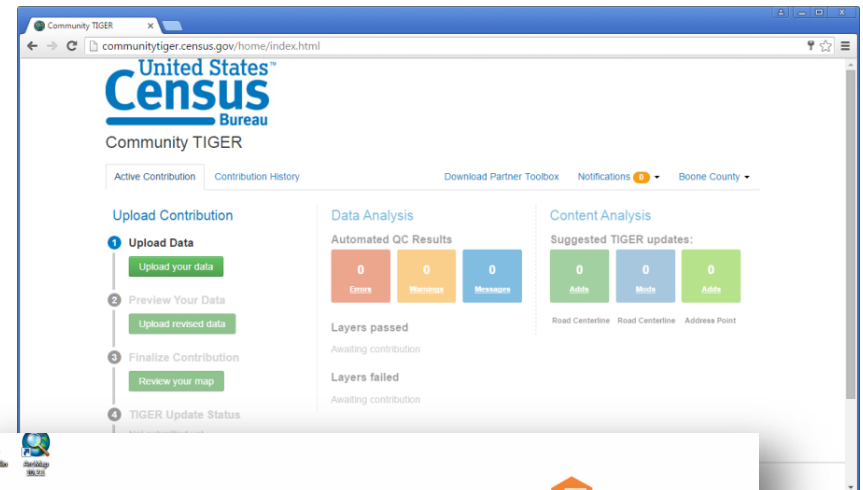 Community TIGER
communitytiger.census.gov/home/index.html
United States™
Census
Bureau
Community TIGER
Active Contribution Contribution History Download Partner Toolbox Notifications 0 Boone County
Upload Contribution Data Analysis Content Analysis
1 Upload Data Automated QC Results Suggested TIGER updates:
Upload your data 0 0 0 0 0 0
Errors Warnings Messages Adds Mods Adds
2 Preview Your Data
Upload revised data Layers passed Road Centerline Road Centerline Address Point
Awaiting contribution
3 Finalize Contribution
Review your map Layers failed
Awaiting contribution
4 TIGER Update Status
ArcMap